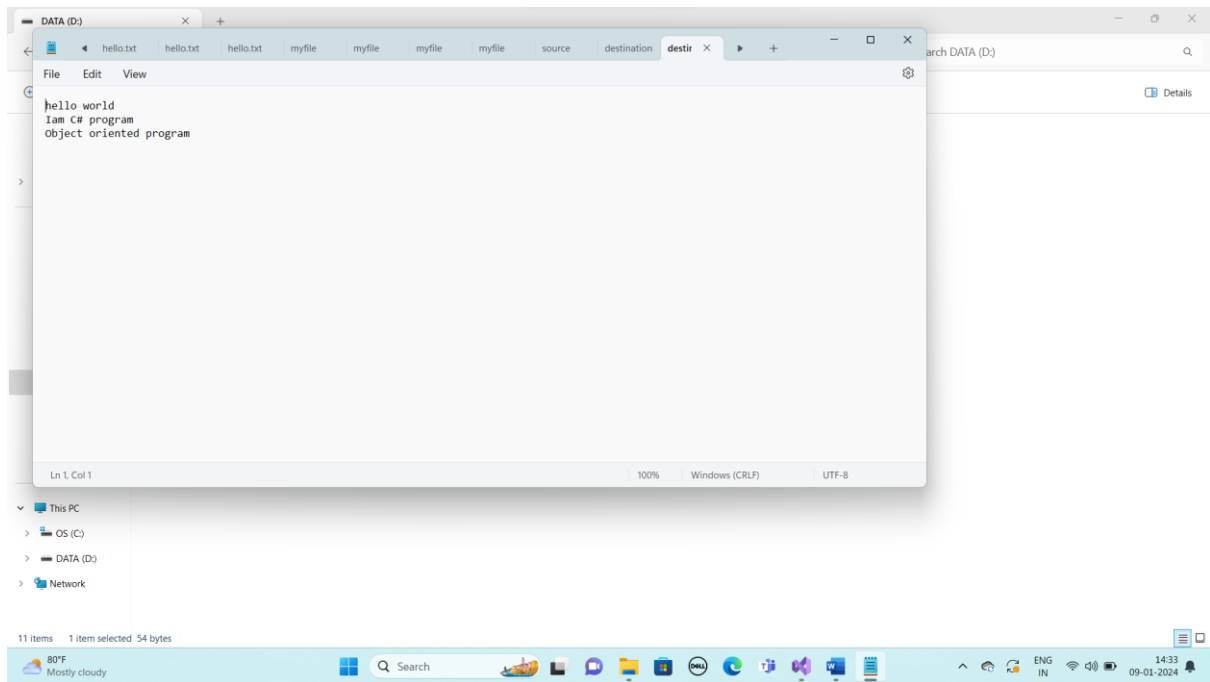 DATA (D:)
hello.txt hello.txt hello.txt myfile myfile myfile myfile source destination destir
arch DATA (D:)
File Edit View
Details
hello world
Iam C# program
Object oriented program
Ln 1, Col 1 100% Windows (CRLF) UTF-8
This PC
OS (C:)
DATA (D:)
Network
11 items 1 item selected 54 bytes
80°F
Mostly cloudy
Search
DELL
ENG
IN
14:33
09-01-2024